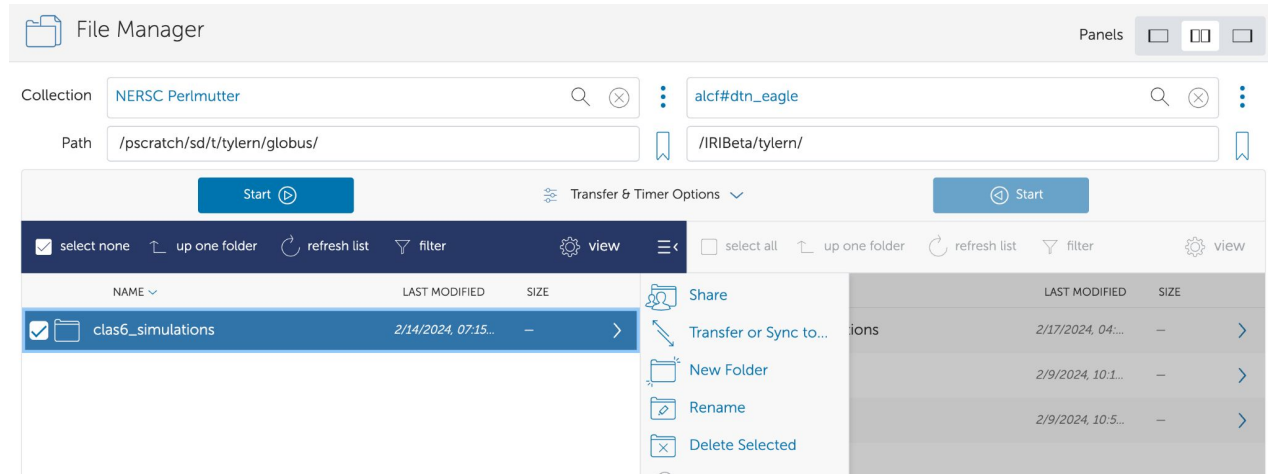 File Manager
Panels
Collection NERSC Perlmutter alcf#dtn_eagle
Path /pscratch/sd/t/tylern/globus/ /IRIBeta/tylern/
Start Transfer & Timer Options Start
select none up one folder refresh list filter view select all up one folder refresh list filter view
NAME LAST MODIFIED SIZE LAST MODIFIED SIZE
clas6_simulations 2/14/2024, 07:15... — ions 2/17/2024, 04:... —
2/9/2024, 10:1... —
2/9/2024, 10:5... —
Share
Transfer or Sync to...
New Folder
Rename
Delete Selected